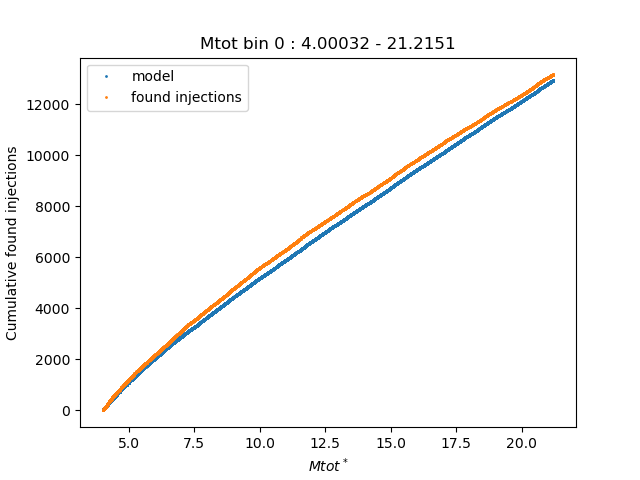 Mtot bin 0 : 4.00032 - 21.2151
model
found injections
Cumulative found injections
12000
10000
8000
6000
4000
2000
0
5.0 7.5 10.0 12.5 15.0 17.5 20.0
Mtot*